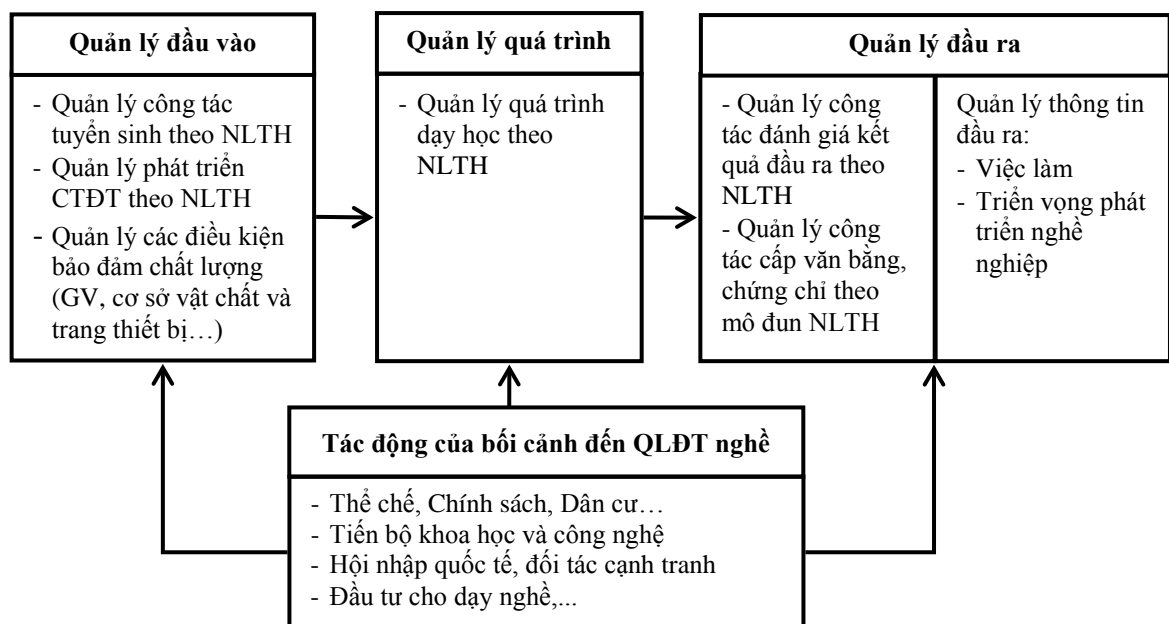 Quản lý đầu vào
- Quản lý công tác
tuyển sinh theo NLTH
- Quản lý phát triển
CTĐT theo NLTH
- Quản lý các điều kiện
bảo đảm chất lượng
(GV, cơ sở vật chất và
trang thiết bị…)
Quản lý quá trình
- Quản lý quá trình
dạy học theo
NLTH
Quản lý đầu ra
- Quản lý công
tác đánh giá kết
quả đầu ra theo
NLTH
- Quản lý công
tác cấp văn bằng,
chứng chỉ theo
mô đun NLTH
Quản lý thông tin
đầu ra:
- Việc làm
- Triển vọng phát
triển nghề
nghiệp
Tác động của bối cảnh đến QLĐT nghề
- Thể chế, Chính sách, Dân cư…
- Tiến bộ khoa học và công nghệ
- Hội nhập quốc tế, đối tác cạnh tranh
- Đầu tư cho dạy nghề,...